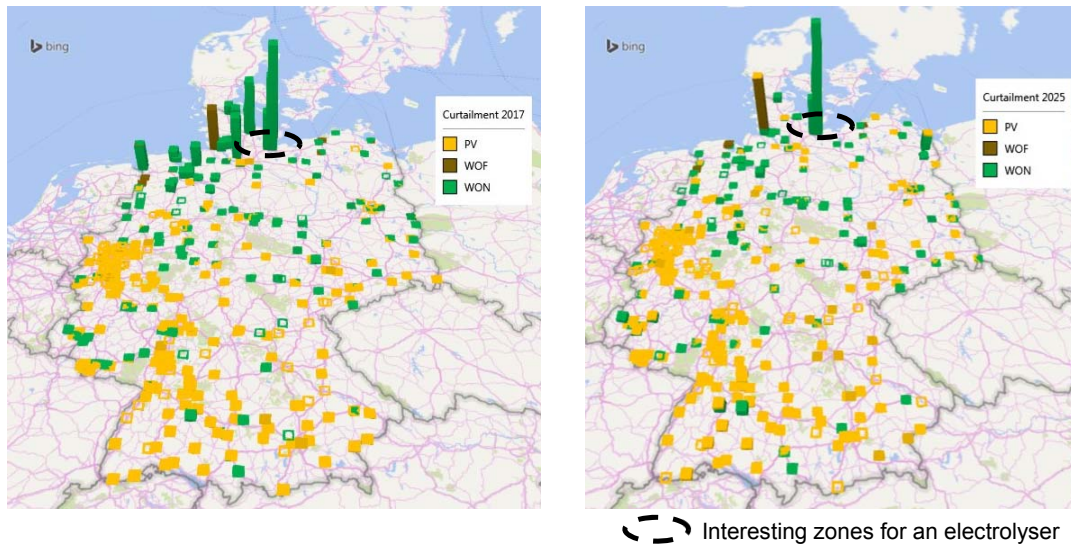 bing
Curtailment 2017
PV
WOF
WON
bing
Curtailment 2025
PV
WOF
WON
Interesting zones for an electrolyser